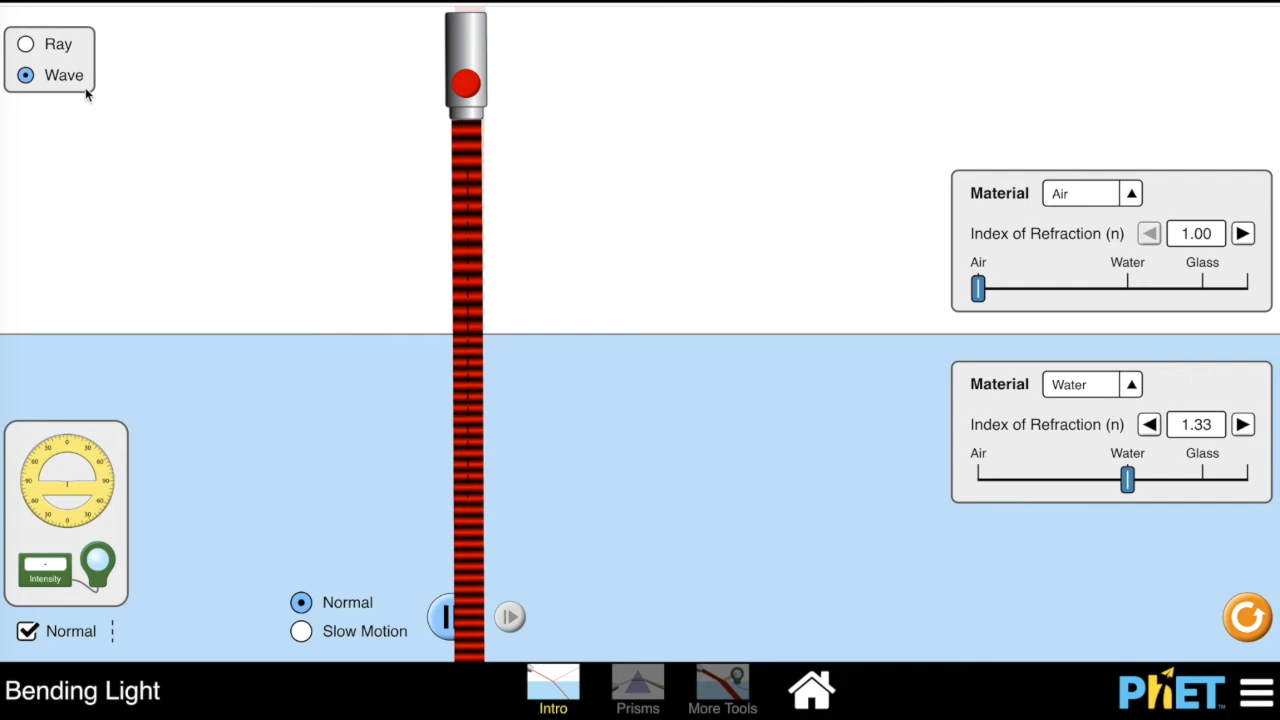 Ray
Wave
Material Air
Index of Refraction (n) 1.00
Air Water Glass
Material Water
Index of Refraction (n) 1.33
Air Water Glass
Intensity
Normal
Normal
Slow Motion
Bending Light
Intro
Prisms
More Tools
PhET